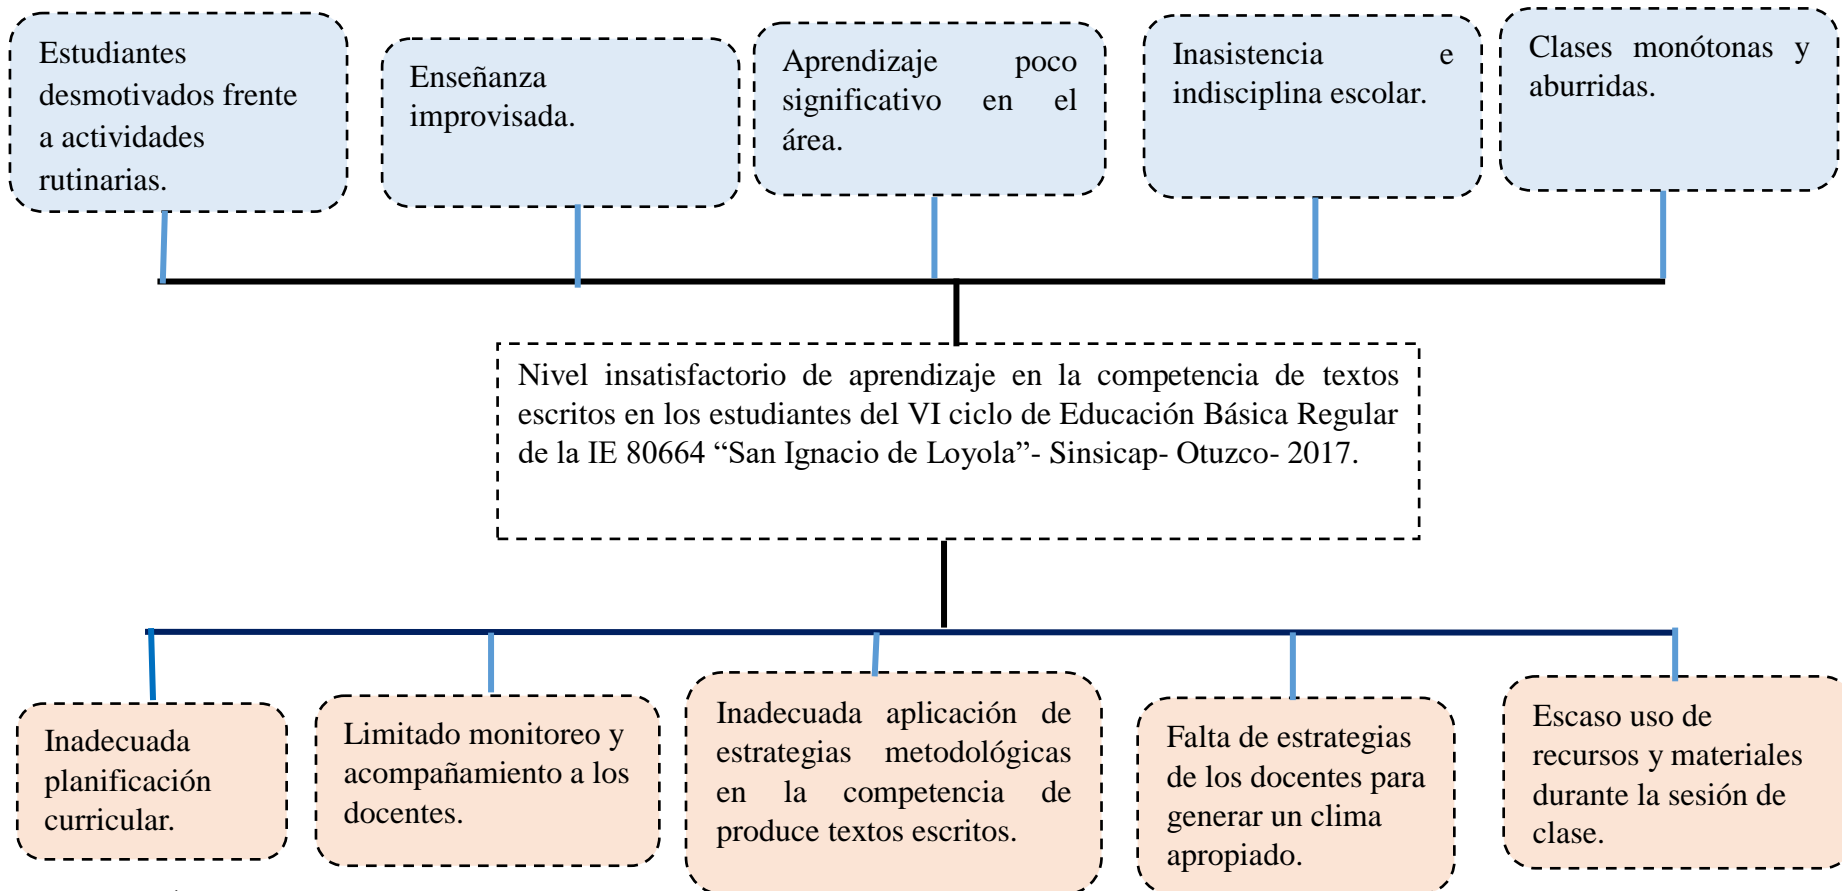 Estudiantes
desmotivados frente
a actividades
rutinarias.
Enseñanza
improvisada.
Aprendizaje poco
significativo en el
área.
Inasistencia e
indisciplina escolar.
Clases monótonas y
aburridas.
Nivel insatisfactorio de aprendizaje en la competencia de textos
escritos en los estudiantes del VI ciclo de Educación Básica Regular
de la IE 80664 “San Ignacio de Loyola”- Sinsicap- Otuzco- 2017.
Inadecuada
planificación
curricular.
Limitado monitoreo y
acompañamiento a los
docentes.
Inadecuada aplicación de
estrategias metodológicas
en la competencia de
produce textos escritos.
Falta de estrategias
de los docentes para
generar un clima
apropiado.
Escaso uso de
recursos y materiales
durante la sesión de
clase.